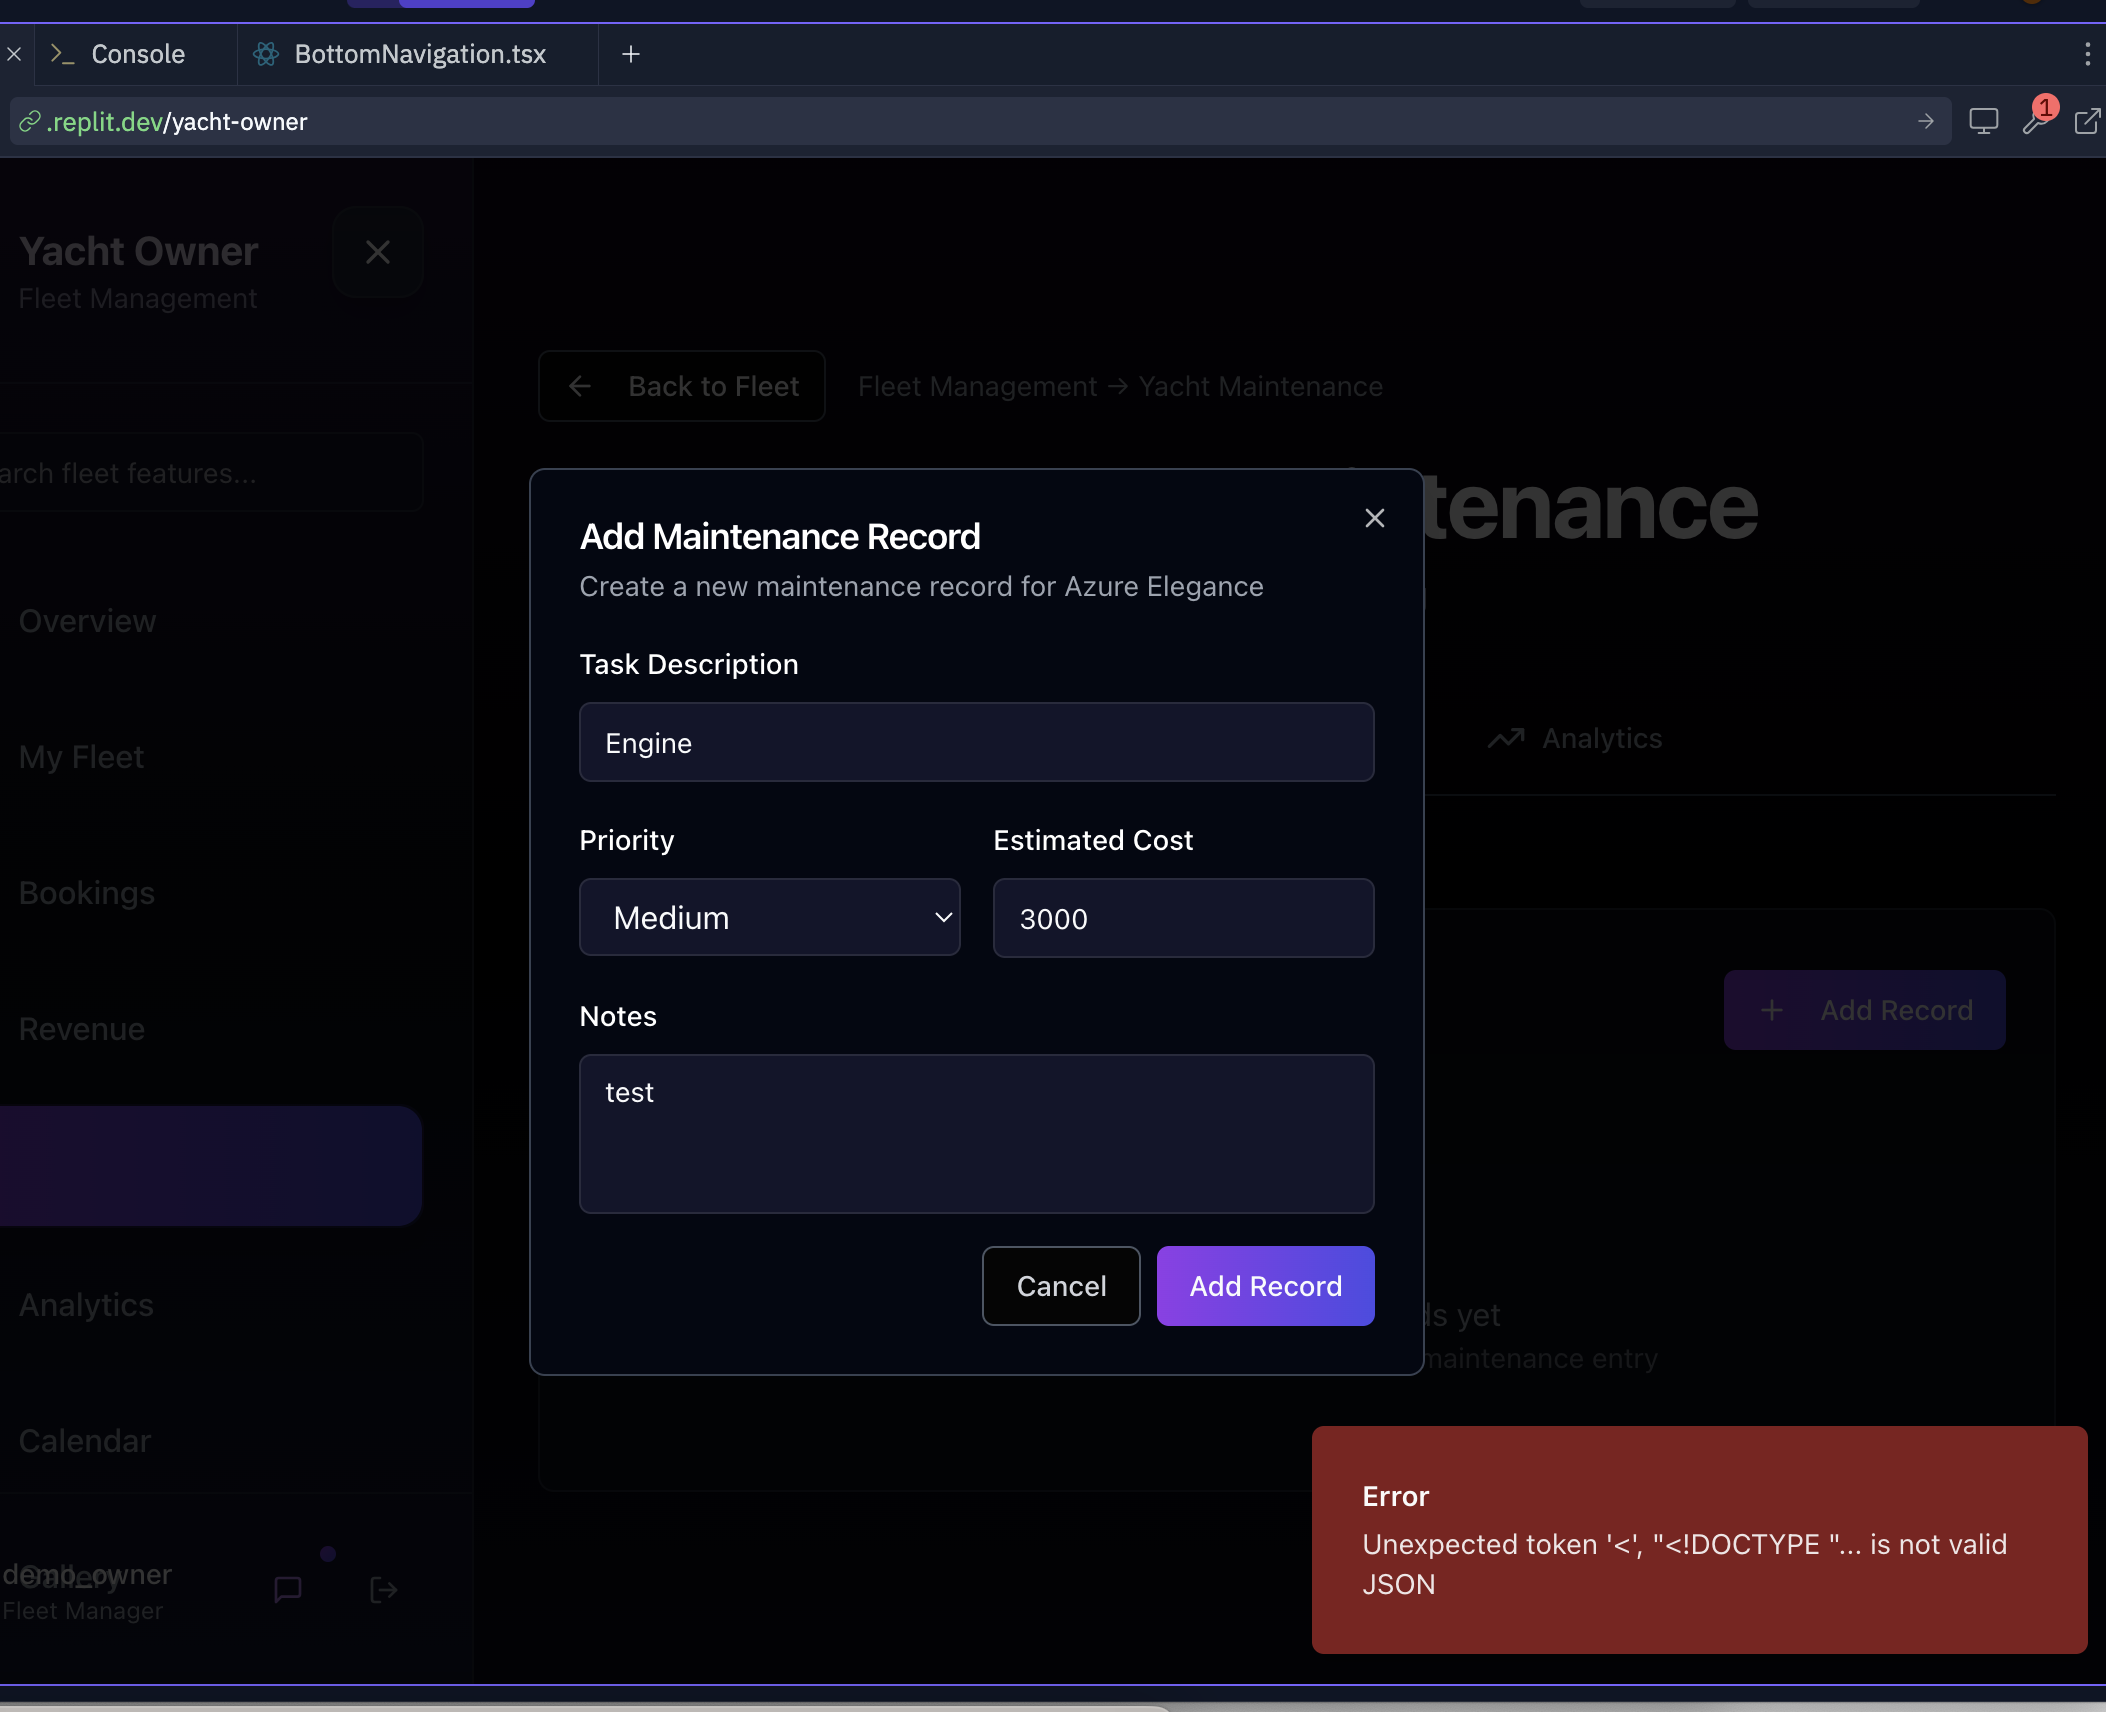 Console
BottomNavigation.tsx
.replit.dev/yacht-owner
1
Yacht Owner
Fleet Management
arch fleet features...
Overview
My Fleet
Bookings
Revenue
Analytics
Calendar
Gallery
demo_owner
Fleet Manager
Back to Fleet
Fleet Management → Yacht Maintenance
tenance
Analytics
Add Record
ds yet
maintenance entry
Add Maintenance Record
Create a new maintenance record for Azure Elegance
Task Description
Engine
Priority
Estimated Cost
Medium
3000
Notes
test
Cancel
Add Record
Error
Unexpected token '<', "<!DOCTYPE "... is not valid
JSON